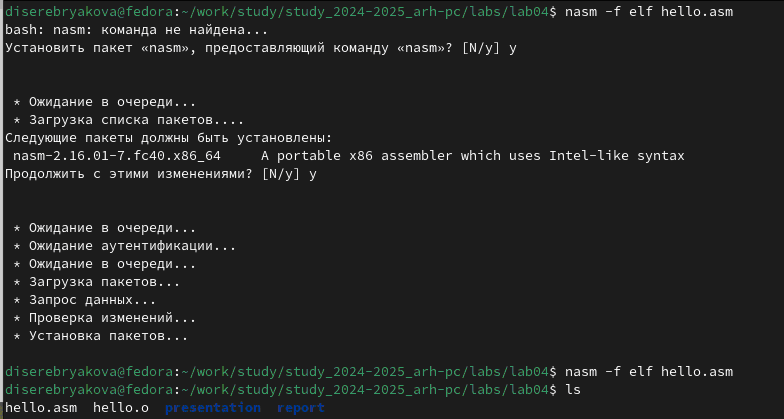 diserebryakova@fedora:~/work/study/study_2024-2025_arh-pc/labs/lab04$ nasm -f elf hello.asm
bash: nasm: команда не найдена...
Установить пакет «nasm», предоставляющий команду «nasm»? [N/y] y
* Ожидание в очереди...
* Загрузка списка пакетов....
Следующие пакеты должны быть установлены:
nasm-2.16.01-7.fc40.x86_64     A portable x86 assembler which uses Intel-like syntax
Продолжить с этими изменениями? [N/y] y
* Ожидание в очереди...
* Ожидание аутентификации...
* Ожидание в очереди...
* Загрузка пакетов...
* Запрос данных...
* Проверка изменений...
* Установка пакетов...
diserebryakova@fedora:~/work/study/study_2024-2025_arh-pc/labs/lab04$ nasm -f elf hello.asm
diserebryakova@fedora:~/work/study/study_2024-2025_arh-pc/labs/lab04$ ls
hello.asm  hello.o  presentation  report